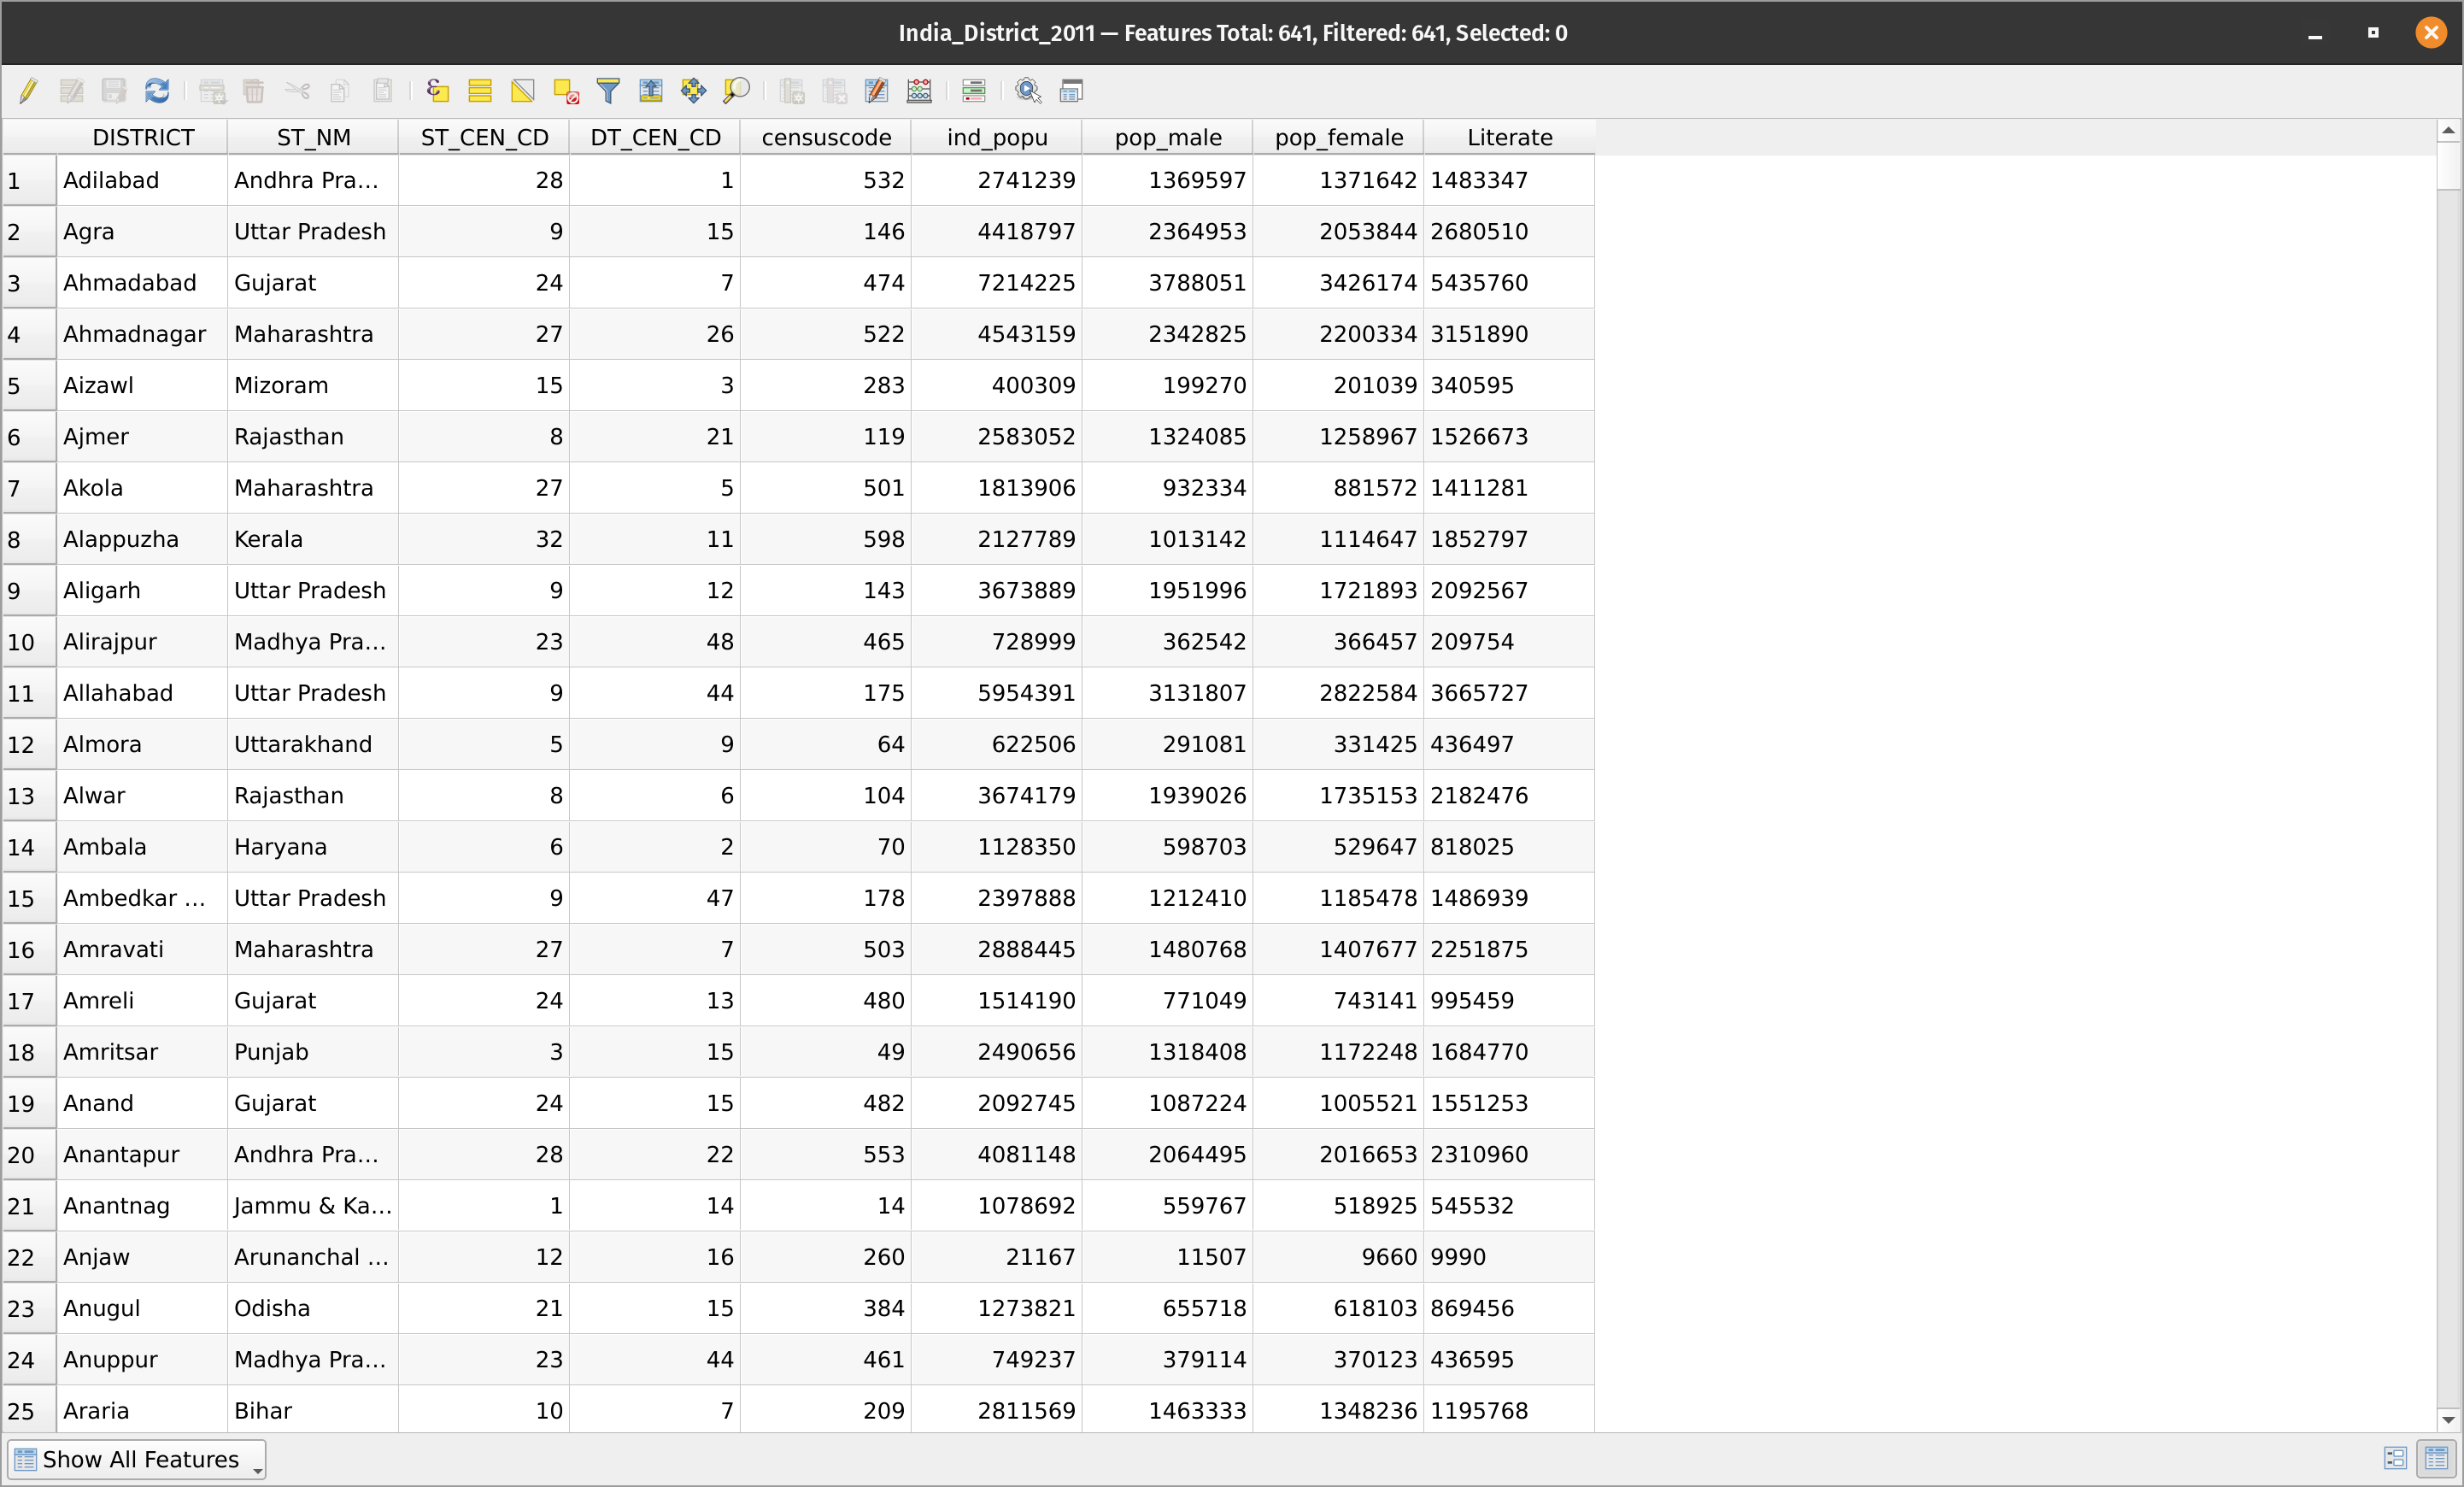 India_District_2011 — Features Total: 641, Filtered: 641, Selected: 0
DISTRICT ST_NM ST_CEN_CD DT_CEN_CD censuscode ind_popu pop_male pop_female Literate
1 Adilabad Andhra Pra... 28 1 532 2741239 1369597 1371642 1483347
2 Agra Uttar Pradesh 9 15 146 4418797 2364953 2053844 2680510
3 Ahmadabad Gujarat 24 7 474 7214225 3788051 3426174 5435760
4 Ahmadnagar Maharashtra 27 26 522 4543159 2342825 2200334 3151890
5 Aizawl Mizoram 15 3 283 400309 199270 201039 340595
6 Ajmer Rajasthan 8 21 119 2583052 1324085 1258967 1526673
7 Akola Maharashtra 27 5 501 1813906 932334 881572 1411281
8 Alappuzha Kerala 32 11 598 2127789 1013142 1114647 1852797
9 Aligarh Uttar Pradesh 9 12 143 3673889 1951996 1721893 2092567
10 Alirajpur Madhya Pra... 23 48 465 728999 362542 366457 209754
11 Allahabad Uttar Pradesh 9 44 175 5954391 3131807 2822584 3665727
12 Almora Uttarakhand 5 9 64 622506 291081 331425 436497
13 Alwar Rajasthan 8 6 104 3674179 1939026 1735153 2182476
14 Ambala Haryana 6 2 70 1128350 598703 529647 818025
15 Ambedkar ... Uttar Pradesh 9 47 178 2397888 1212410 1185478 1486939
16 Amravati Maharashtra 27 7 503 2888445 1480768 1407677 2251875
17 Amreli Gujarat 24 13 480 1514190 771049 743141 995459
18 Amritsar Punjab 3 15 49 2490656 1318408 1172248 1684770
19 Anand Gujarat 24 15 482 2092745 1087224 1005521 1551253
20 Anantapur Andhra Pra... 28 22 553 4081148 2064495 2016653 2310960
21 Anantnag Jammu & Ka... 1 14 14 1078692 559767 518925 545532
22 Anjaw Arunanchal ... 12 16 260 21167 11507 9660 9990
23 Anugul Odisha 21 15 384 1273821 655718 618103 869456
24 Anuppur Madhya Pra... 23 44 461 749237 379114 370123 436595
25 Araria Bihar 10 7 209 2811569 1463333 1348236 1195768
Show All Features